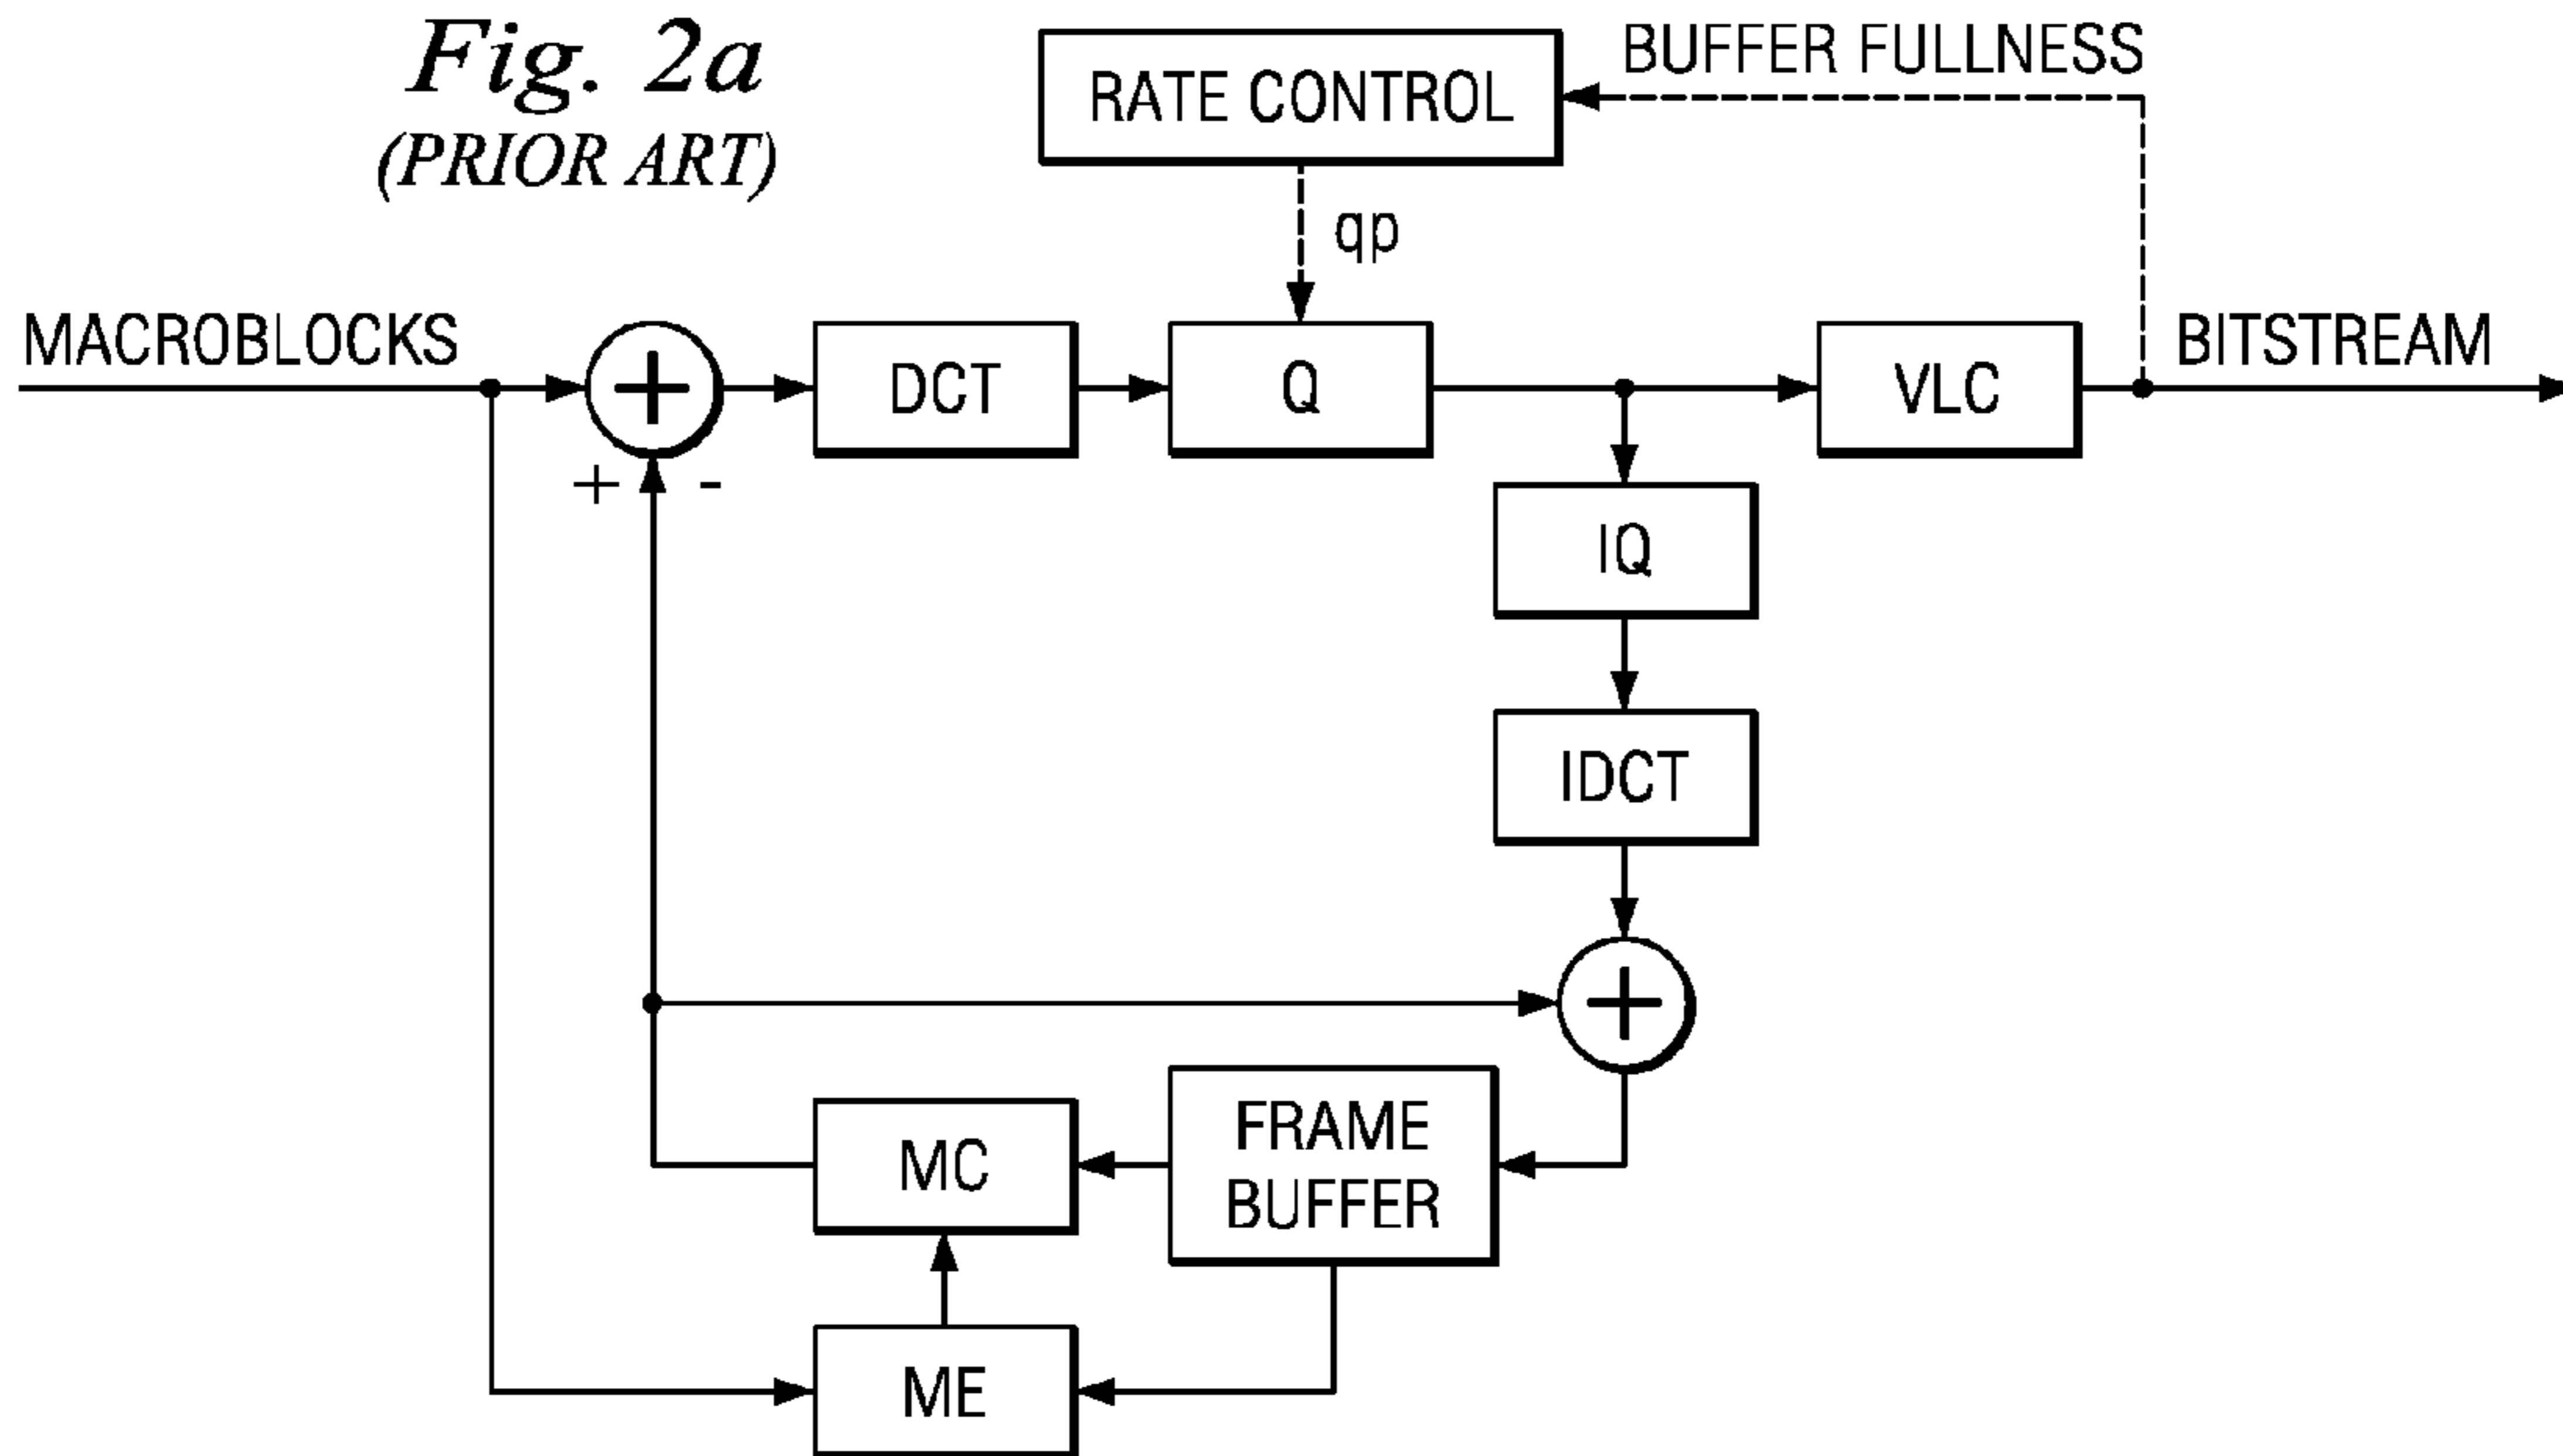 Fig. 2a
(PRIOR ART)
RATE CONTROL
BUFFER FULLNESS
qp
MACROBLOCKS
+
DCT
Q
VLC
BITSTREAM
+ -
IQ
IDCT
+
MC
FRAME
BUFFER
ME